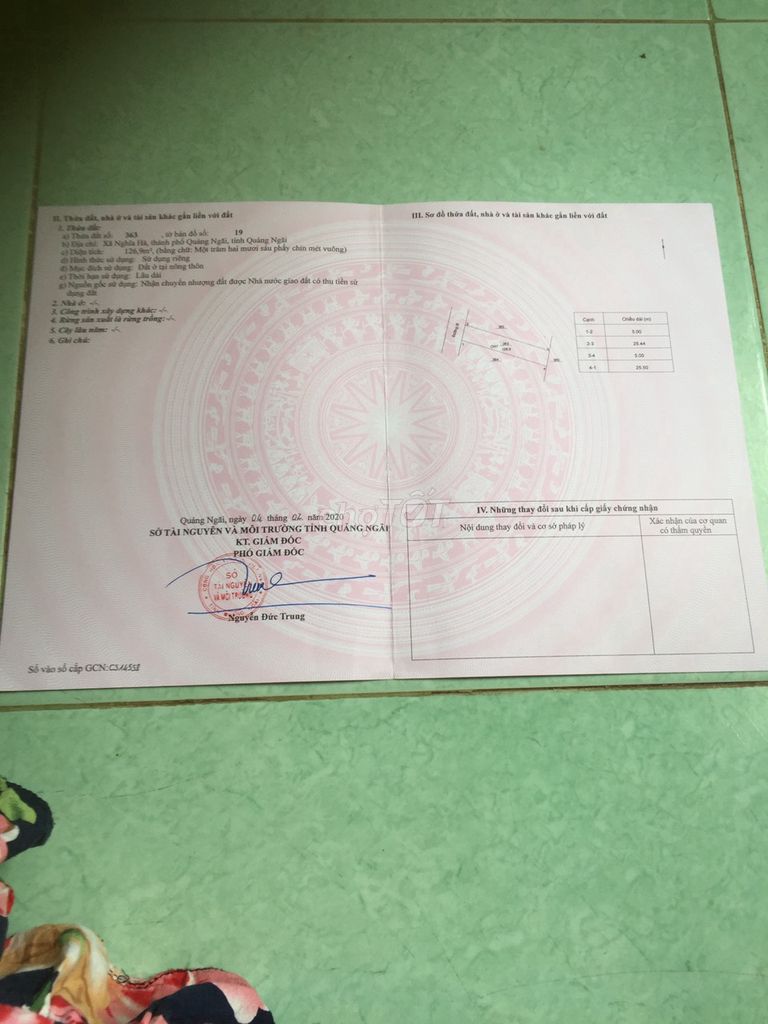 II. Thửa đất, nhà ở và tài sản khác gắn liền với đất
1. Thửa đất:
a) Thửa đất số: 363 , tờ bản đồ số: 19
b) Địa chỉ: Xã Nghĩa Hà, thành phố Quảng Ngãi, tỉnh Quảng Ngãi
c) Diện tích: 126,9m², (bằng chữ: Một trăm hai mươi sáu phẩy chín mét vuông)
d) Hình thức sử dụng: Sử dụng riêng
đ) Mục đích sử dụng: Đất ở tại nông thôn
e) Thời hạn sử dụng: Lâu dài
g) Nguồn gốc sử dụng: Nhận chuyển nhượng đất được Nhà nước giao đất có thu tiền sử
dụng đất
2. Nhà ở: -/-.
3. Công trình xây dựng khác: -/-.
4. Rừng sản xuất là rừng trồng: -/-.
5. Cây lâu năm: -/-.
6. Ghi chú:
Quảng Ngãi, ngày 04 tháng 02 năm 2020
SỞ TÀI NGUYÊN VÀ MÔI TRƯỜNG TỈNH QUẢNG NGÃI
KT. GIÁM ĐỐC
PHÓ GIÁM ĐỐC
SỞ
TÀI NGUYÊN
VÀ MÔI TRƯỜNG
Nguyễn Đức Trung
Số vào sổ cấp GCN:
III. Sơ đồ thửa đất, nhà ở và tài sản khác gắn liền với đất
Cạnh Chiều dài (m)
1-2 5.00
2-3 25.44
3-4 5.00
4-1 25.50
IV. Những thay đổi sau khi cấp giấy chứng nhận
Nội dung thay đổi và cơ sở pháp lý
Xác nhận của cơ quan
có thẩm quyền
chợTỐT